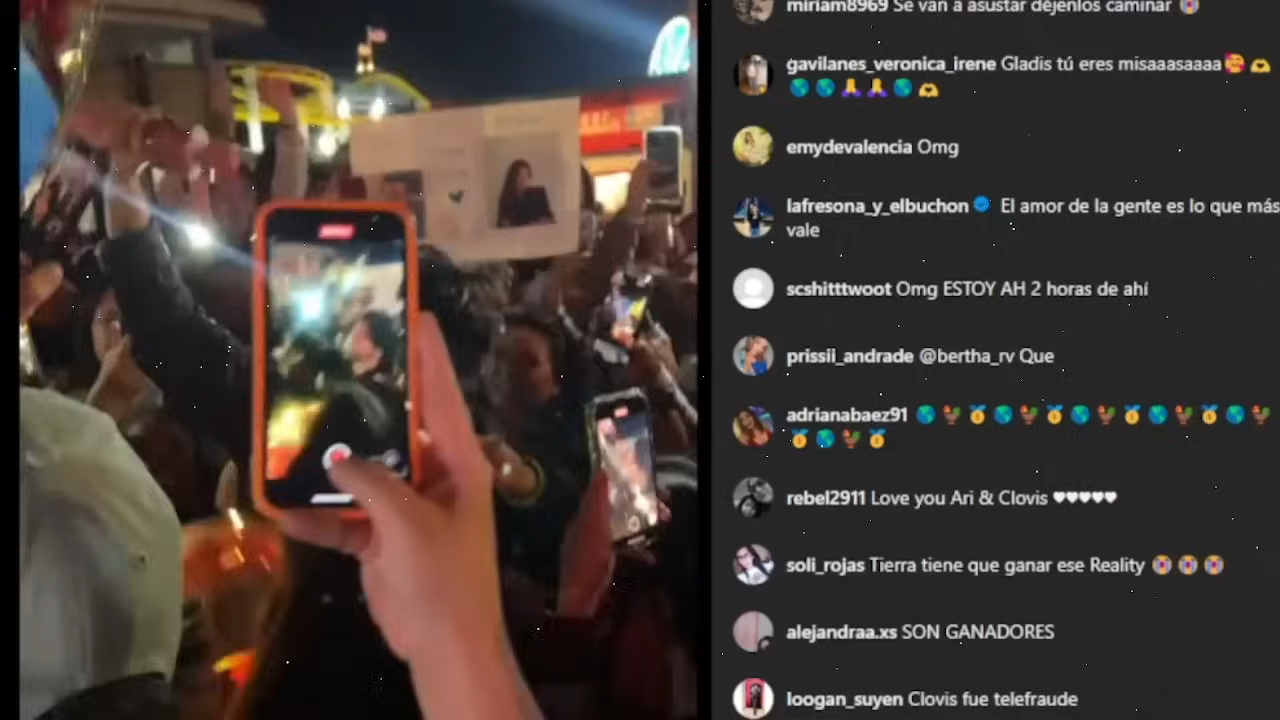 miriam8969 Se van a asustar déjenlos caminar
gavilanes_veronica_irene Gladis tú eres misaaasaaaa🥰🫶
🌎🌎🙏🙏🌎🫶
emydevalencia Omg
lafresona_y_elbuchon El amor de la gente es lo que más
vale
scshitttwoot Omg ESTOY AH 2 horas de ahí
prissii_andrade @bertha_rv Que
adrianabaez91 🌎🐓🥇🌎🐓🥇🌎🐓🥇🌎🐓🥇🌎🐓
🥇🌎🐓🥇
rebel2911 Love you Ari & Clovis ♥♥♥♥♥
soli_rojas Tierra tiene que ganar ese Reality
alejandraa.xs SON GANADORES
loogan_suyen Clovis fue telefraude